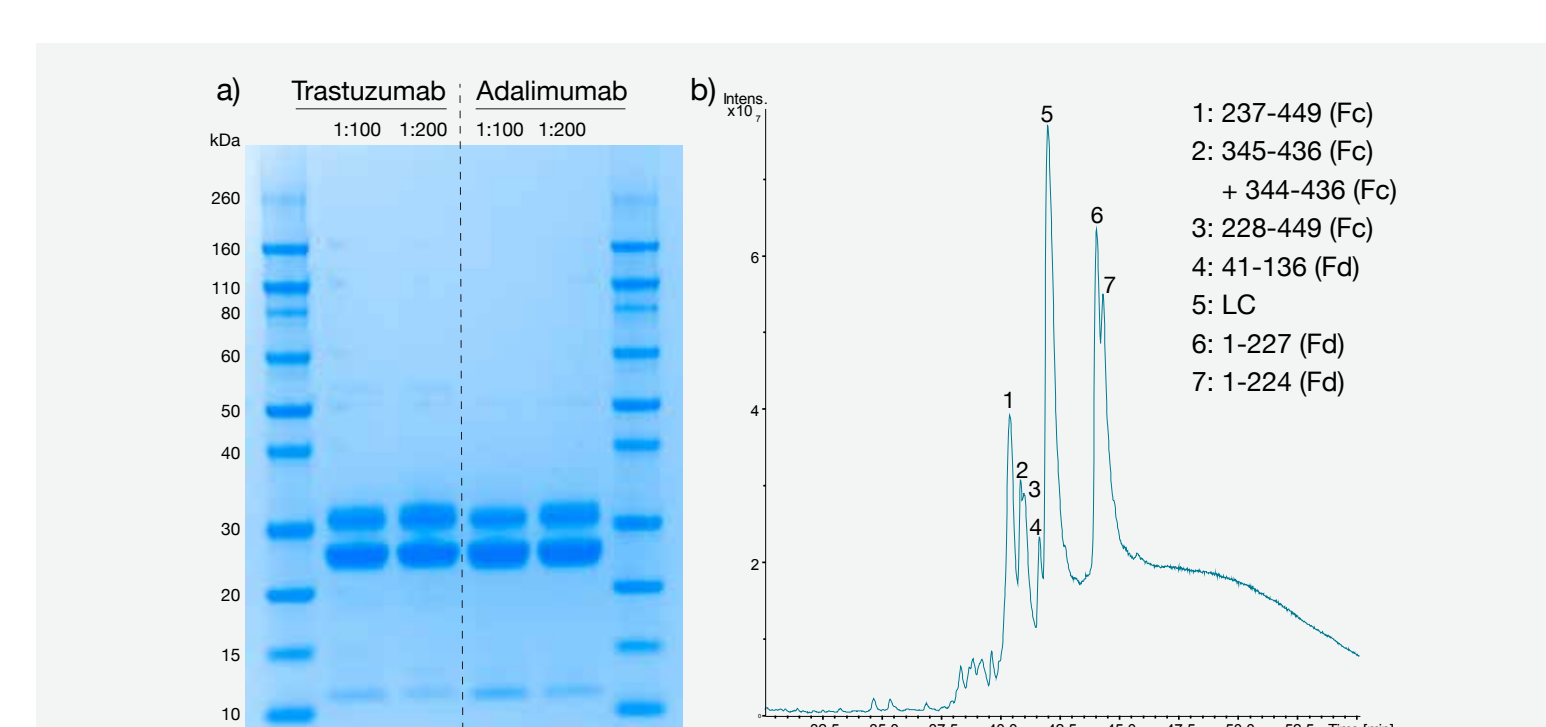 a)
Trastuzumab Adalimumab
1:100 1:200 1:100 1:200
kDa
260
160
110
80
60
50
40
30
20
15
10
b)
Intens.
x10 7
6
4
2
0
1
2
3
4
5
6
7
1: 237-449 (Fc)
2: 345-436 (Fc)
+ 344-436 (Fc)
3: 228-449 (Fc)
4: 41-136 (Fd)
5: LC
6: 1-227 (Fd)
7: 1-224 (Fd)